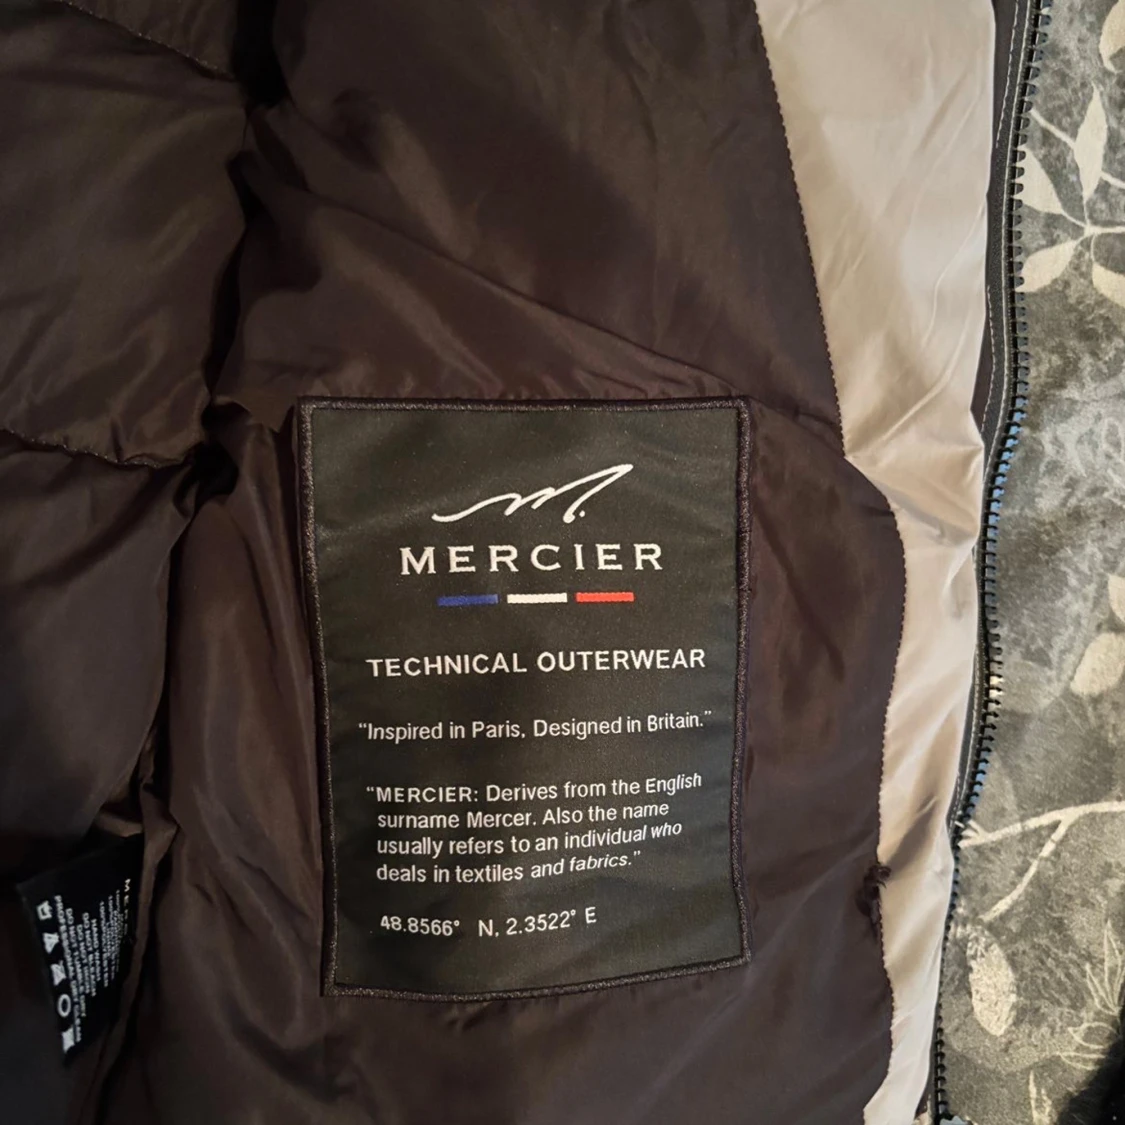 m.
MERCIER
TECHNICAL OUTERWEAR
“Inspired in Paris, Designed in Britain.”
“MERCIER: Derives from the English
surname Mercer. Also the name
usually refers to an individual who
deals in textiles and fabrics.”
48.8566° N, 2.3522° E